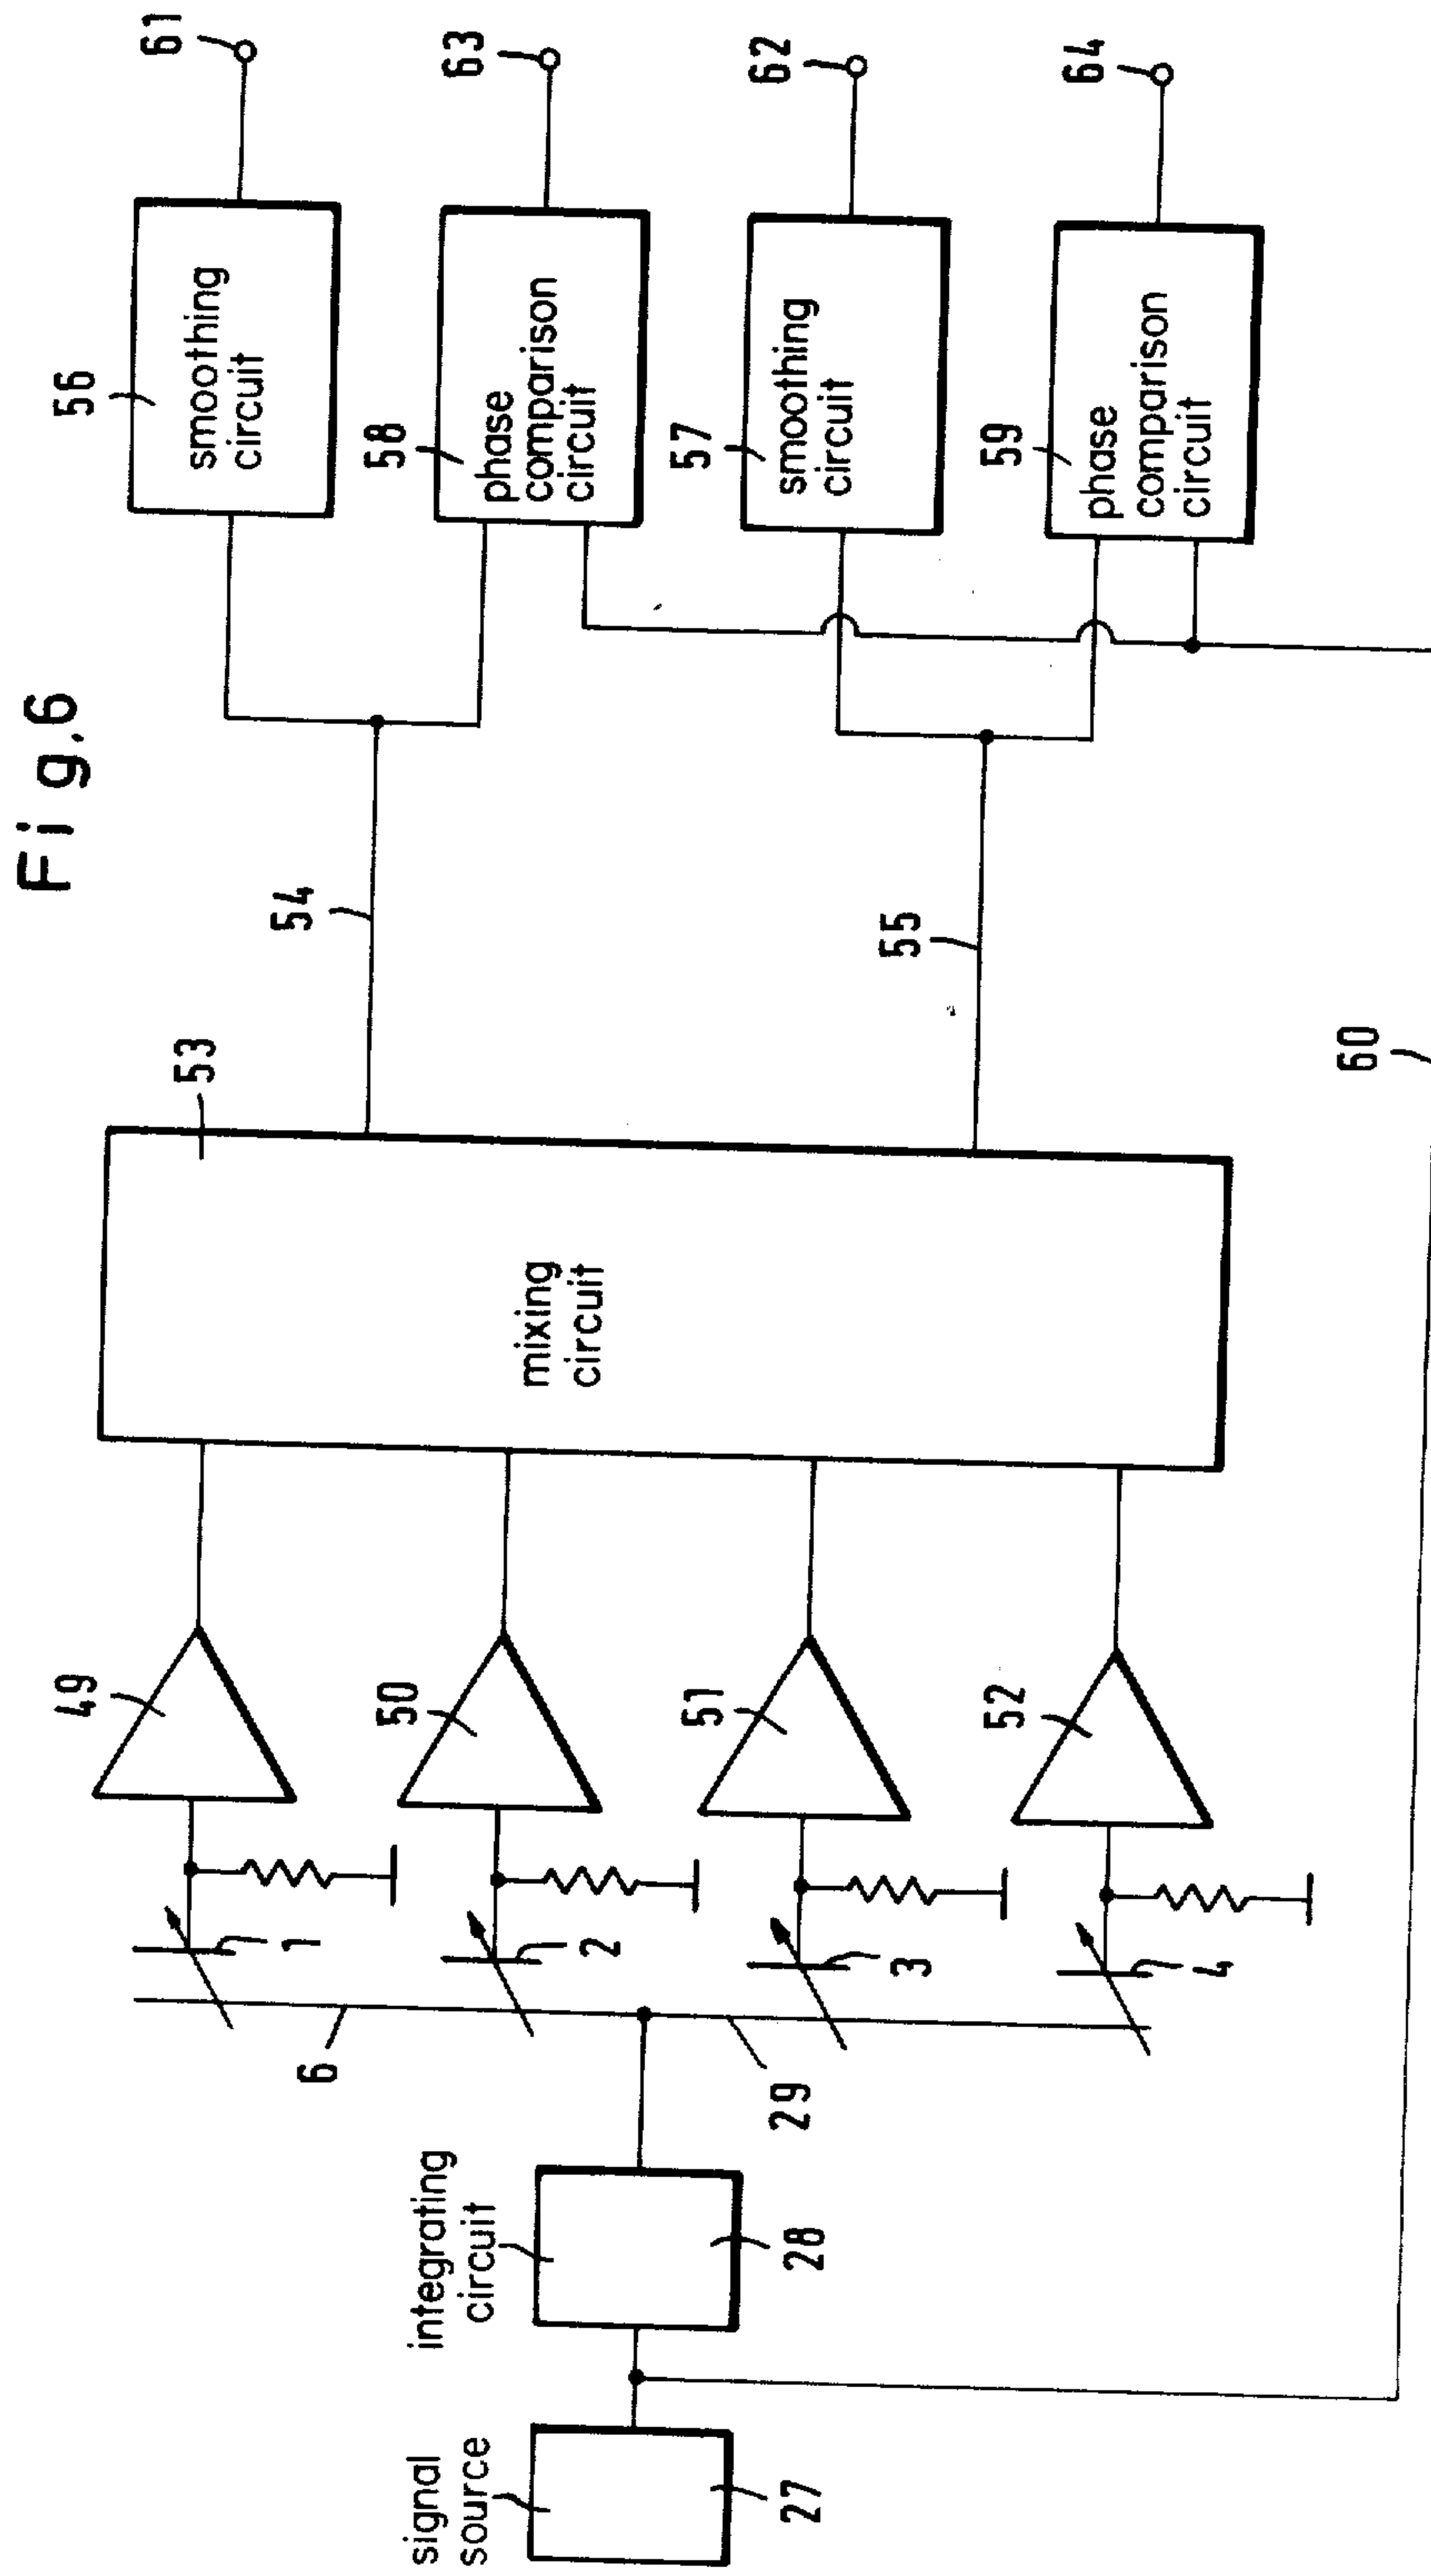 Fig.6
signal
source
27
integrating
circuit
28
6
29
1
2
3
4
49
50
51
52
53
mixing
circuit
54
55
56
smoothing
circuit
58
phase
comparison
circuit
57
smoothing
circuit
59
phase
comparison
circuit
60
61
63
62
64